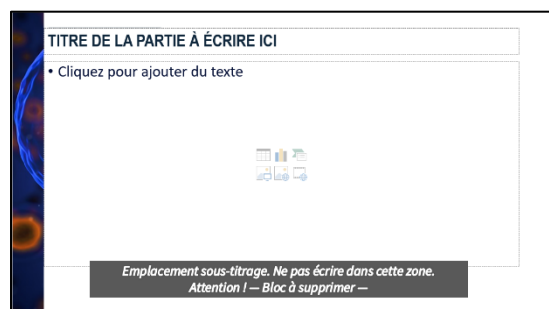 TITRE DE LA PARTIE À ÉCRIRE ICI
• Cliquez pour ajouter du texte
Emplacement sous-titrage. Ne pas écrire dans cette zone.
Attention ! — Bloc à supprimer —